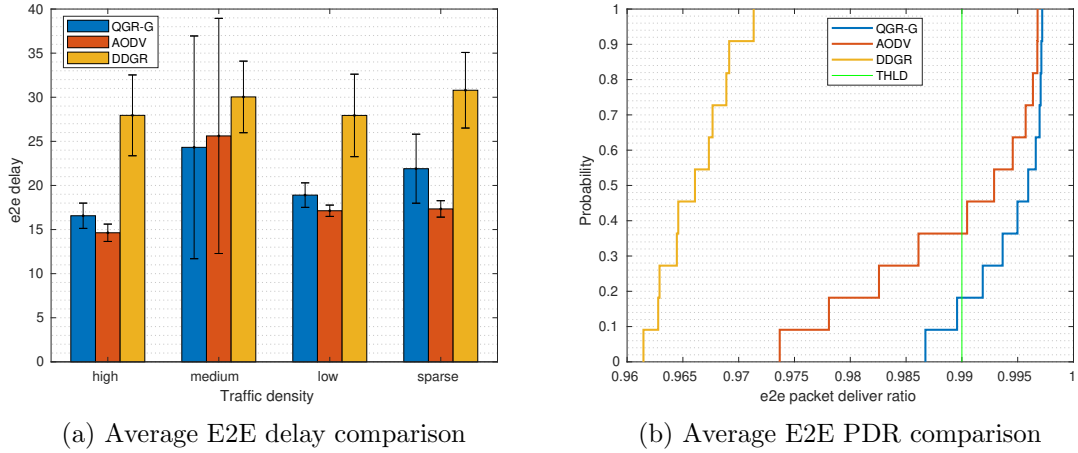 40
35
30
25
20
15
10
5
0
e2e delay
QGR-G
AODV
DDGR
high medium low sparse
Traffic density
(a) Average E2E delay comparison
1
0.9
0.8
0.7
0.6
0.5
0.4
0.3
0.2
0.1
0
Probability
QGR-G
AODV
DDGR
THLD
0.96 0.965 0.97 0.975 0.98 0.985 0.99 0.995 1
e2e packet deliver ratio
(b) Average E2E PDR comparison